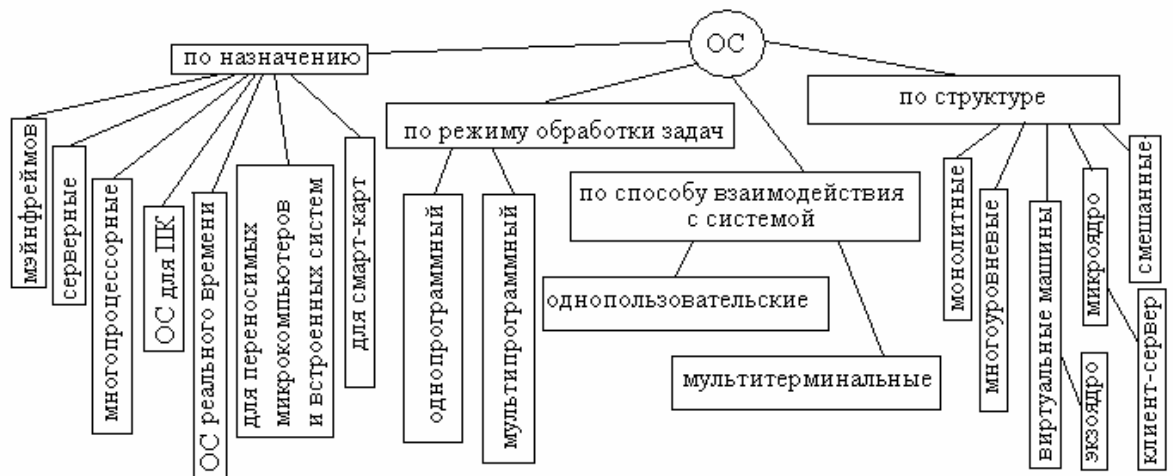 ОС
по назначению
мэйнфреймов
серверные
многопроцессорные
ОС для ПК
ОС реального времени
для переносимых
микрокомпьютеров
и встроенных систем
для смарт-карт
по режиму обработки задач
однопрограммный
мультипрограммный
по способу взаимодействия
с системой
однопользовательские
мультитерминальные
по структуре
монолитные
многоуровневые
виртуальные машины
экзоядро
микроядро
клиент-сервер
смешанные